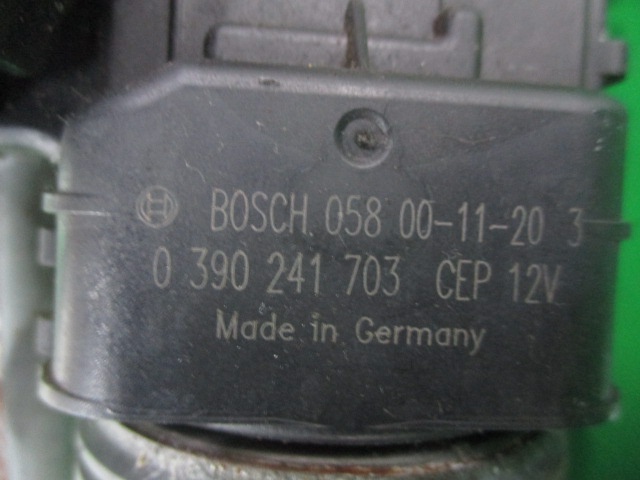 BOSCH 058 00-11-20 3
0 390 241 703 CEP 12V
Made in Germany